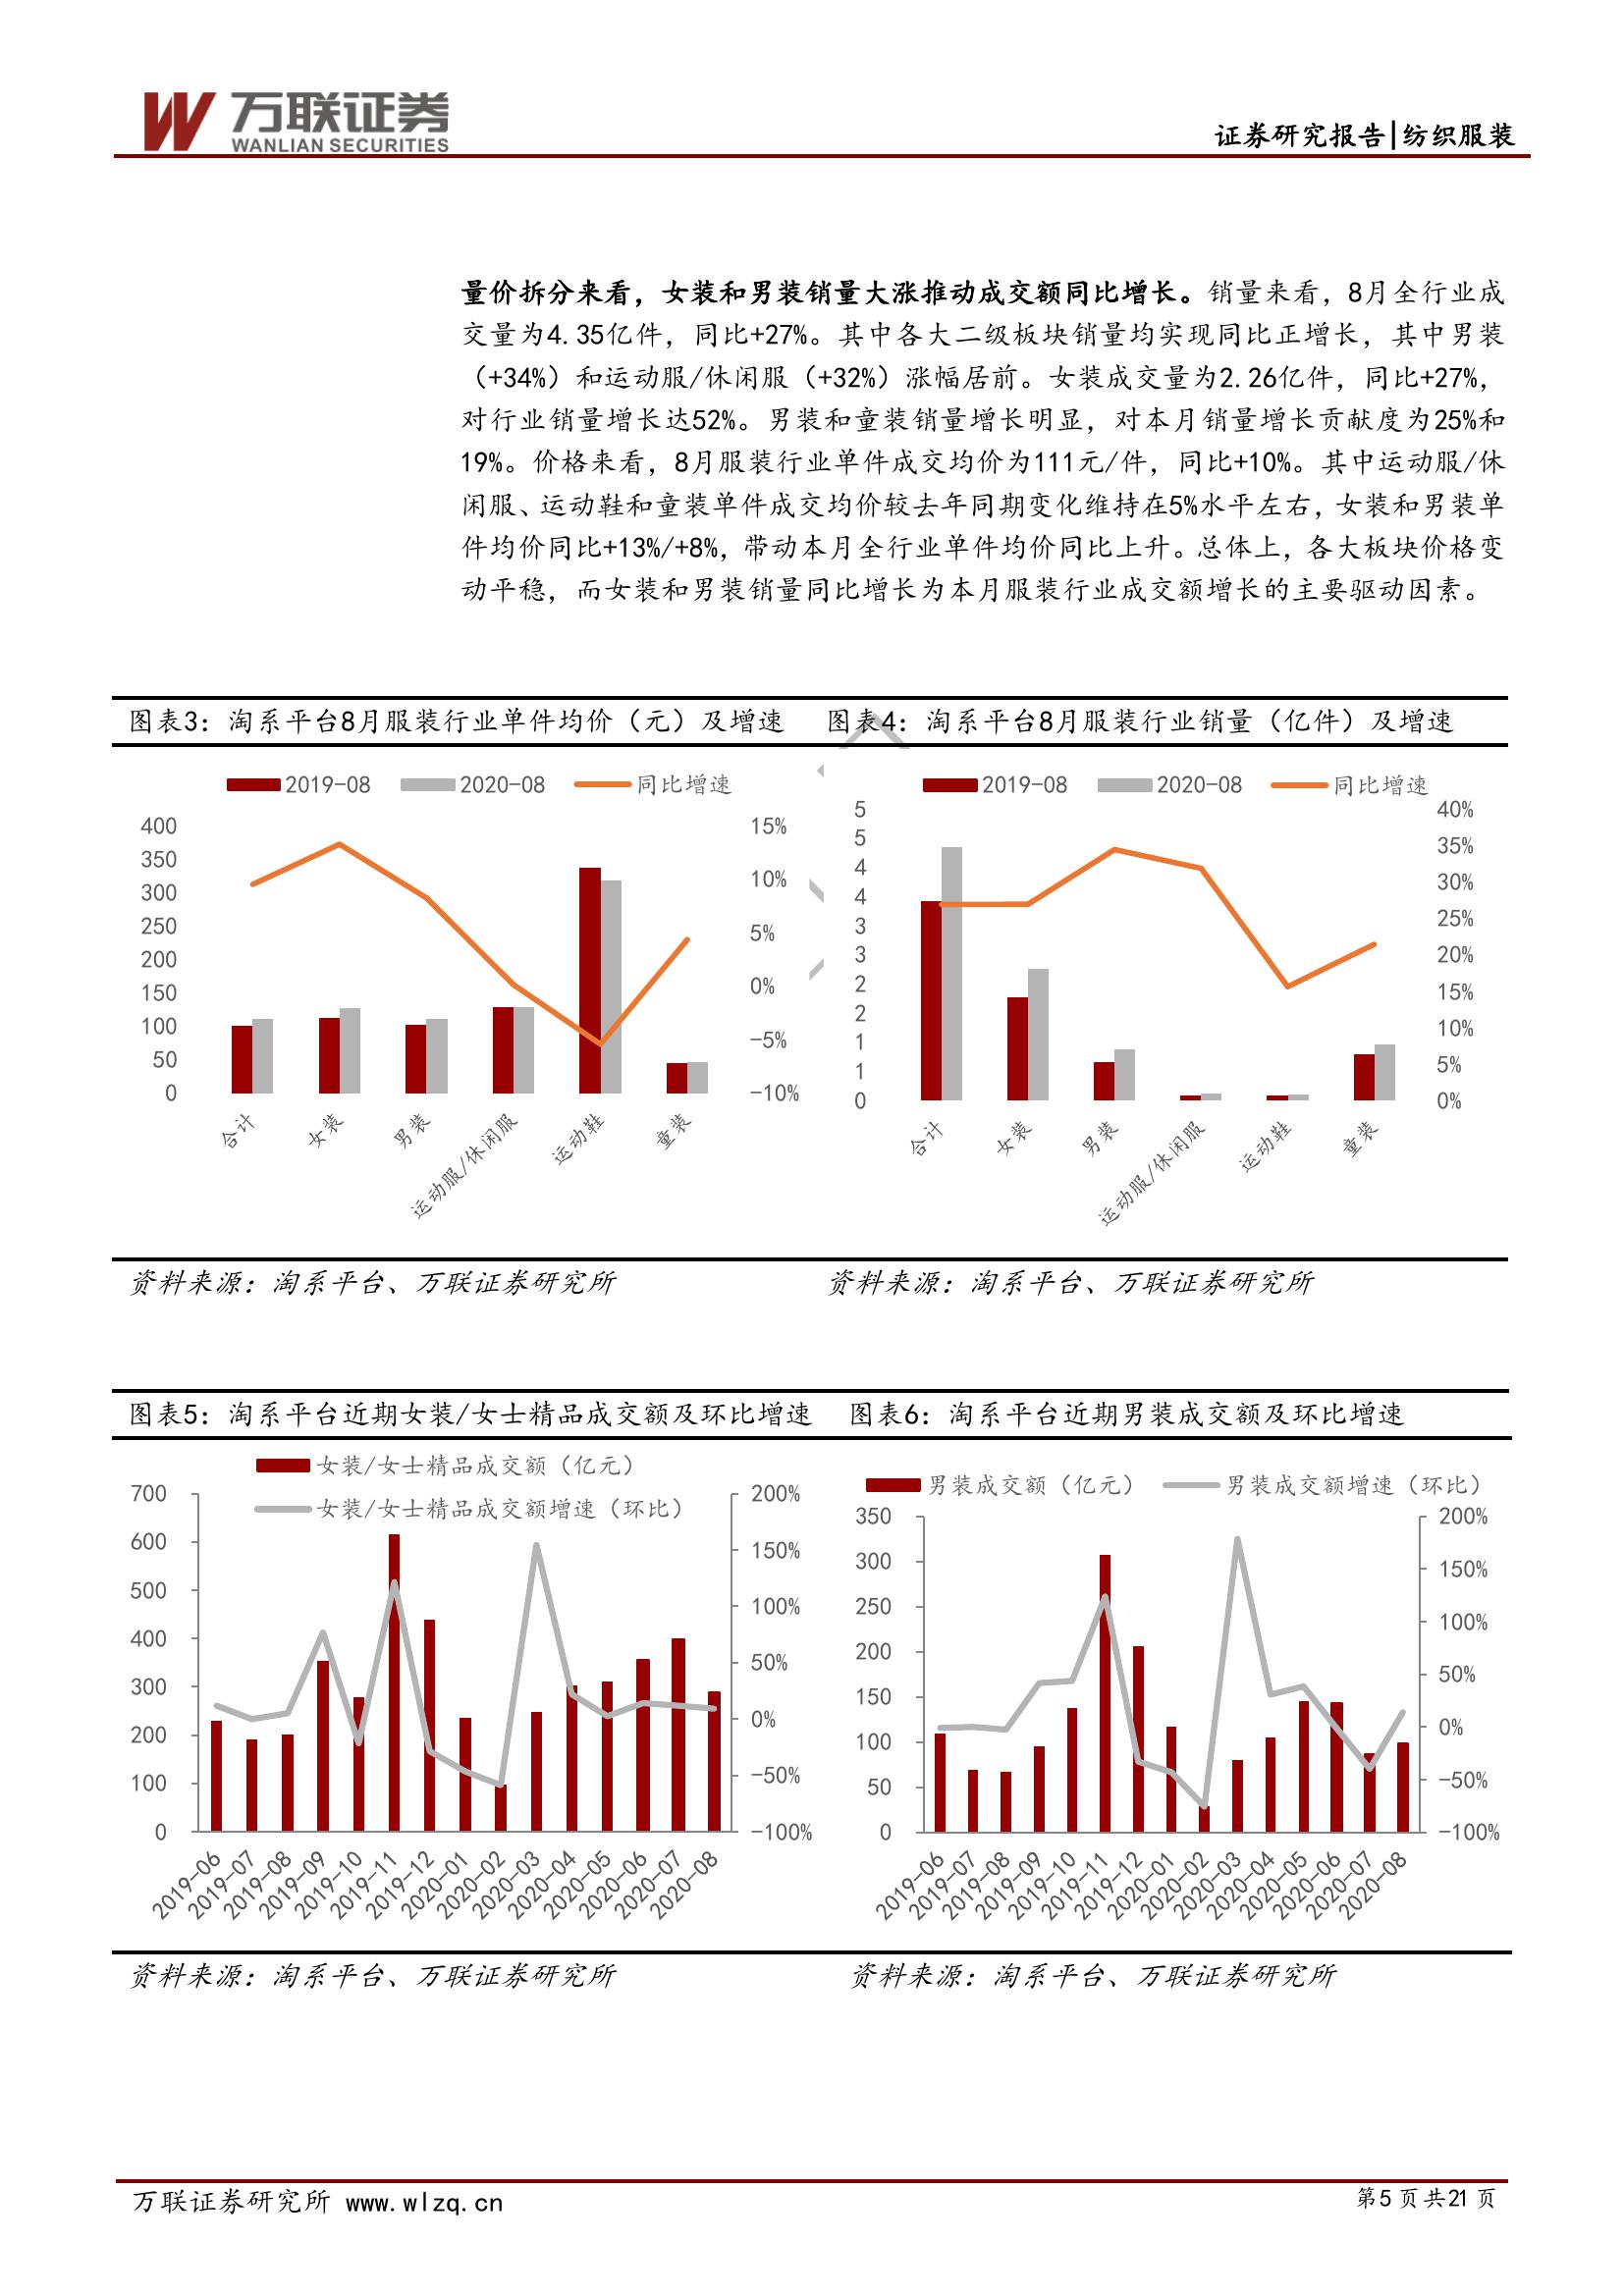 万联证券
WANLIAN SECURITIES
证券研究报告|纺织服装
量价拆分来看，女装和男装销量大涨推动成交额同比增长。销量来看，8月全行业成
交量为4.35亿件，同比+27%。其中各大二级板块销量均实现同比正增长，其中男装
（+34%）和运动服/休闲服（+32%）涨幅居前。女装成交量为2.26亿件，同比+27%，
对行业销量增长达52%。男装和童装销量增长明显，对本月销量增长贡献度为25%和
19%。价格来看，8月服装行业单件成交均价为111元/件，同比+10%。其中运动服/休
闲服、运动鞋和童装单件成交均价较去年同期变化维持在5%水平左右，女装和男装单
件均价同比+13%/+8%，带动本月全行业单件均价同比上升。总体上，各大板块价格变
动平稳，而女装和男装销量同比增长为本月服装行业成交额增长的主要驱动因素。
图表3：淘系平台8月服装行业单件均价（元）及增速
2019-08 2020-08 同比增速
400
350
300
250
200
150
100
50
0
15%
10%
5%
0%
-5%
-10%
合计
女装
男装
运动服/休闲服
运动鞋
童装
资料来源：淘系平台、万联证券研究所
图表4：淘系平台8月服装行业销量（亿件）及增速
2019-08 2020-08 同比增速
5
5
4
4
3
3
2
2
1
1
0
40%
35%
30%
25%
20%
15%
10%
5%
0%
合计
女装
男装
运动服/休闲服
运动鞋
童装
资料来源：淘系平台、万联证券研究所
图表5：淘系平台近期女装/女士精品成交额及环比增速
女装/女士精品成交额（亿元）
女装/女士精品成交额增速（环比）
700
600
500
400
300
200
100
0
200%
150%
100%
50%
0%
-50%
-100%
2019-06
2019-07
2019-08
2019-09
2019-10
2019-11
2019-12
2020-01
2020-02
2020-03
2020-04
2020-05
2020-06
2020-07
2020-08
资料来源：淘系平台、万联证券研究所
图表6：淘系平台近期男装成交额及环比增速
男装成交额（亿元） 男装成交额增速（环比）
350
300
250
200
150
100
50
0
200%
150%
100%
50%
0%
-50%
-100%
2019-06
2019-07
2019-08
2019-09
2019-10
2019-11
2019-12
2020-01
2020-02
2020-03
2020-04
2020-05
2020-06
2020-07
2020-08
资料来源：淘系平台、万联证券研究所
万联证券研究所 www.wlzq.cn
第5 页 共21 页